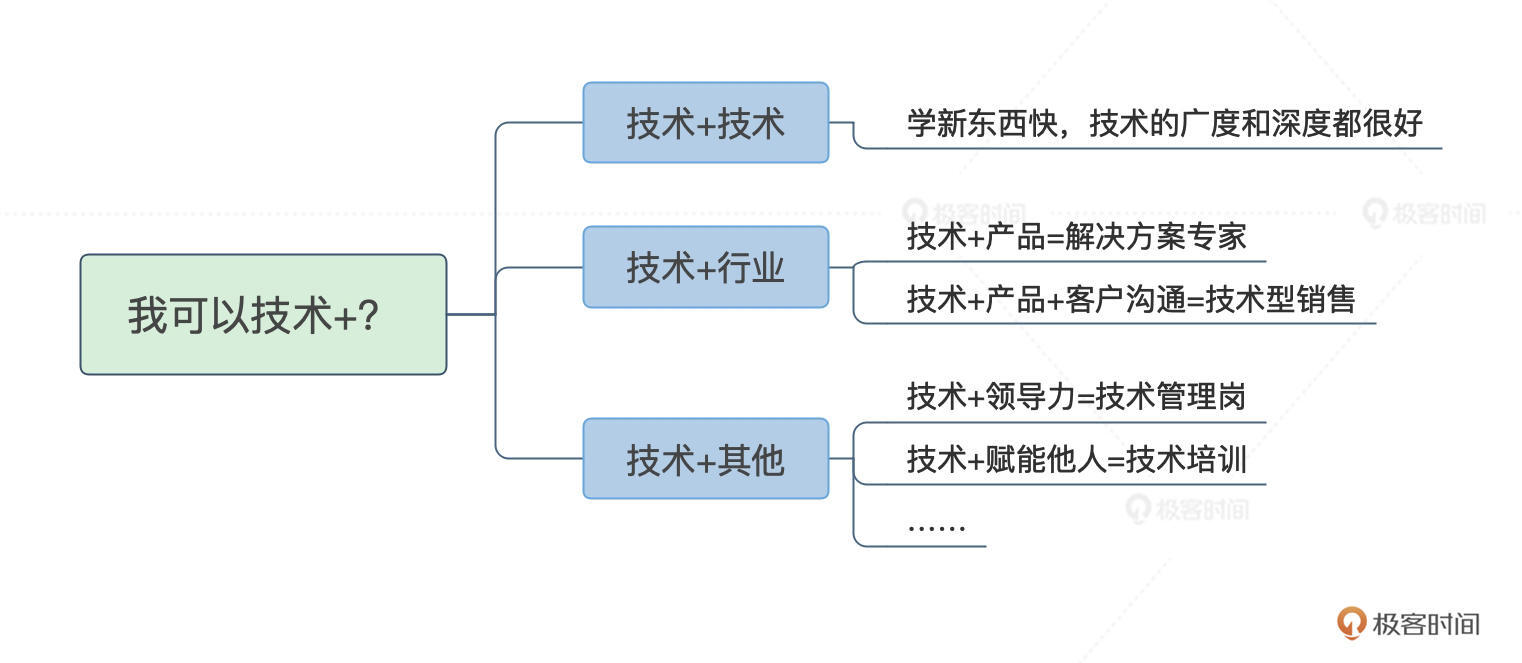 技术+技术
学新东西快，技术的广度和深度都很好
极客时间
极客时间
技术+产品=解决方案专家
技术+行业
技术+产品+客户沟通=技术型销售
我可以技术+?
技术+领导力=技术管理岗
技术+其他
技术+赋能他人=技术培训
极客时间
......
极客时间